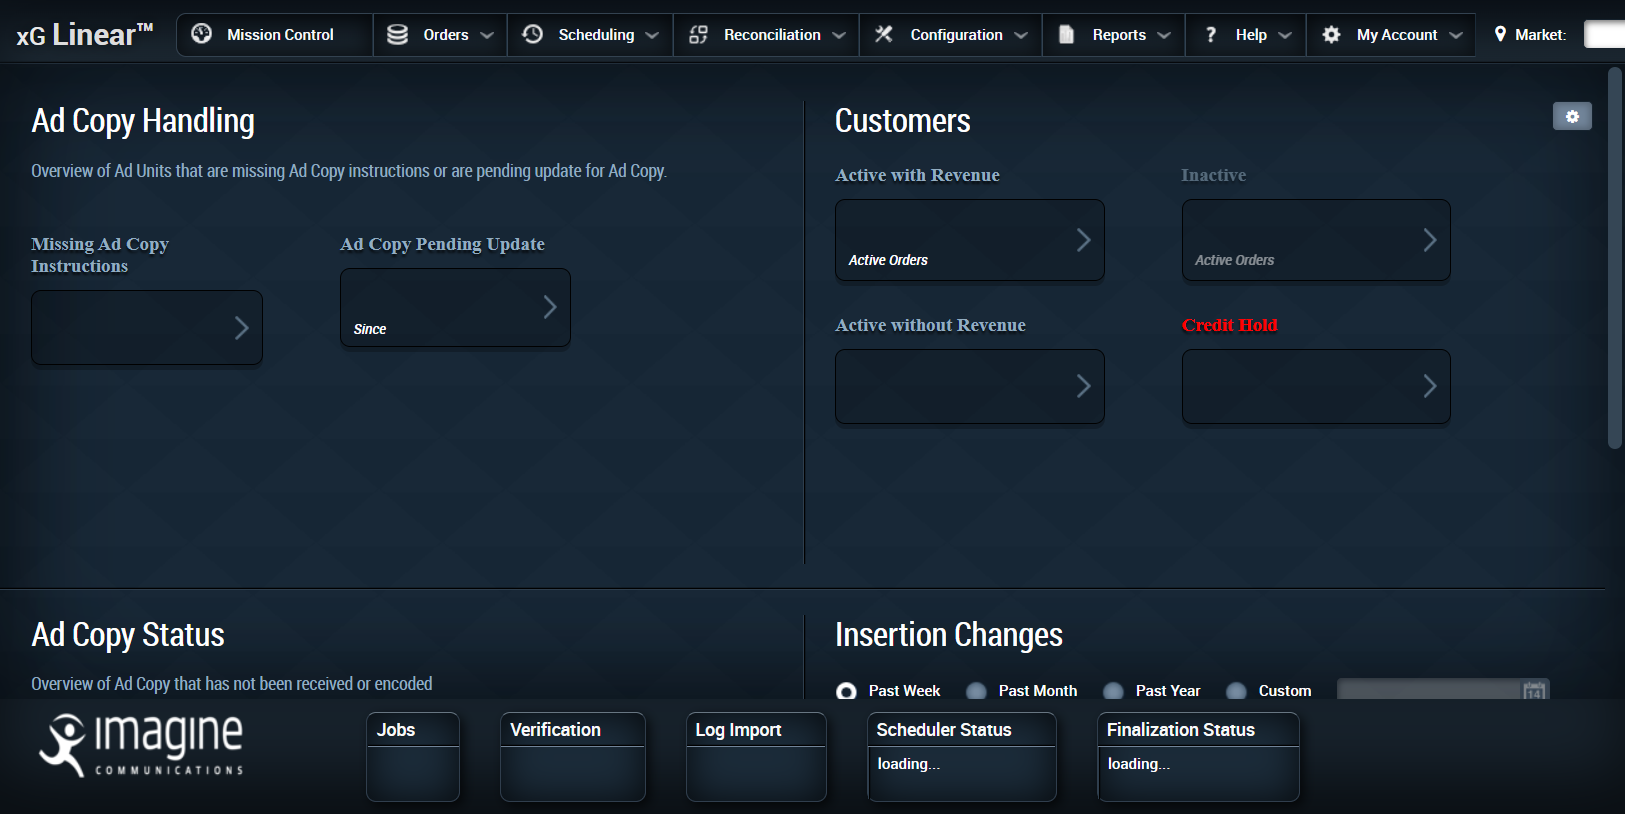 xG Linear™
Mission Control
Orders
Scheduling
Reconciliation
Configuration
Reports
Help
My Account
Market:
Ad Copy Handling
Overview of Ad Units that are missing Ad Copy instructions or are pending update for Ad Copy.
Missing Ad Copy
Instructions
Ad Copy Pending Update
Since
Customers
Active with Revenue
Active Orders
Inactive
Active Orders
Active without Revenue
Credit Hold
Ad Copy Status
Overview of Ad Copy that has not been received or encoded
Insertion Changes
Past Week
Past Month
Past Year
Custom
14
imagine
COMMUNICATIONS
Jobs
Verification
Log Import
Scheduler Status
loading...
Finalization Status
loading...